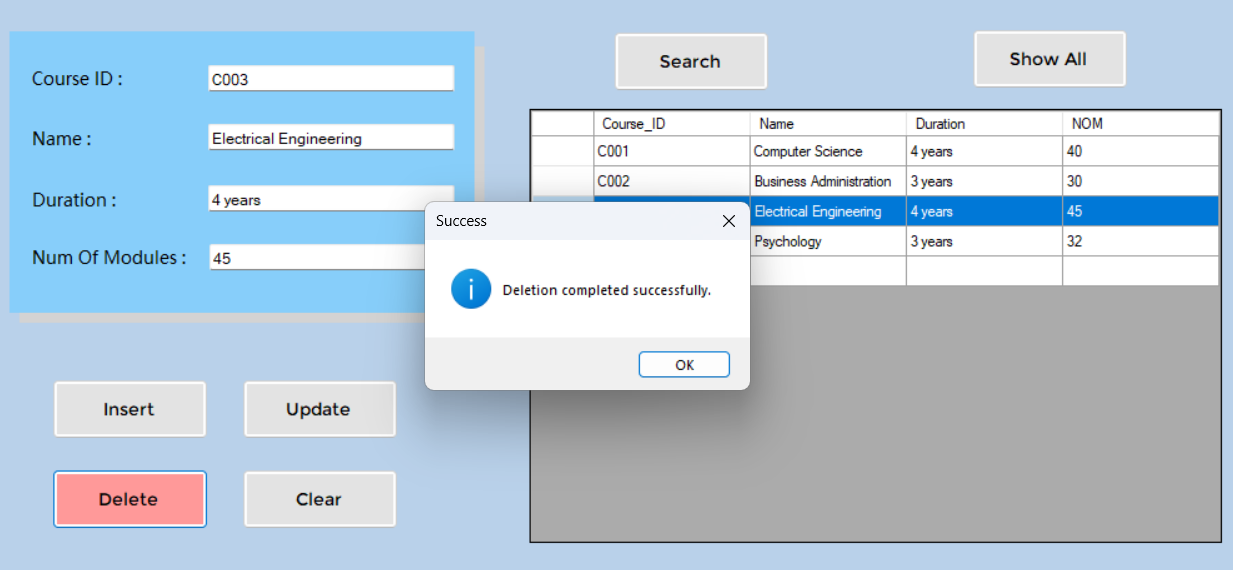 Course ID :
C003
Name :
Electrical Engineering
Duration :
4 years
Num Of Modules :
45
Insert
Update
Delete
Clear
Search
Show All
Course_ID Name Duration NOM
C001 Computer Science 4 years 40
C002 Business Administration 3 years 30
Electrical Engineering 4 years 45
Psychology 3 years 32
Success
Deletion completed successfully.
OK